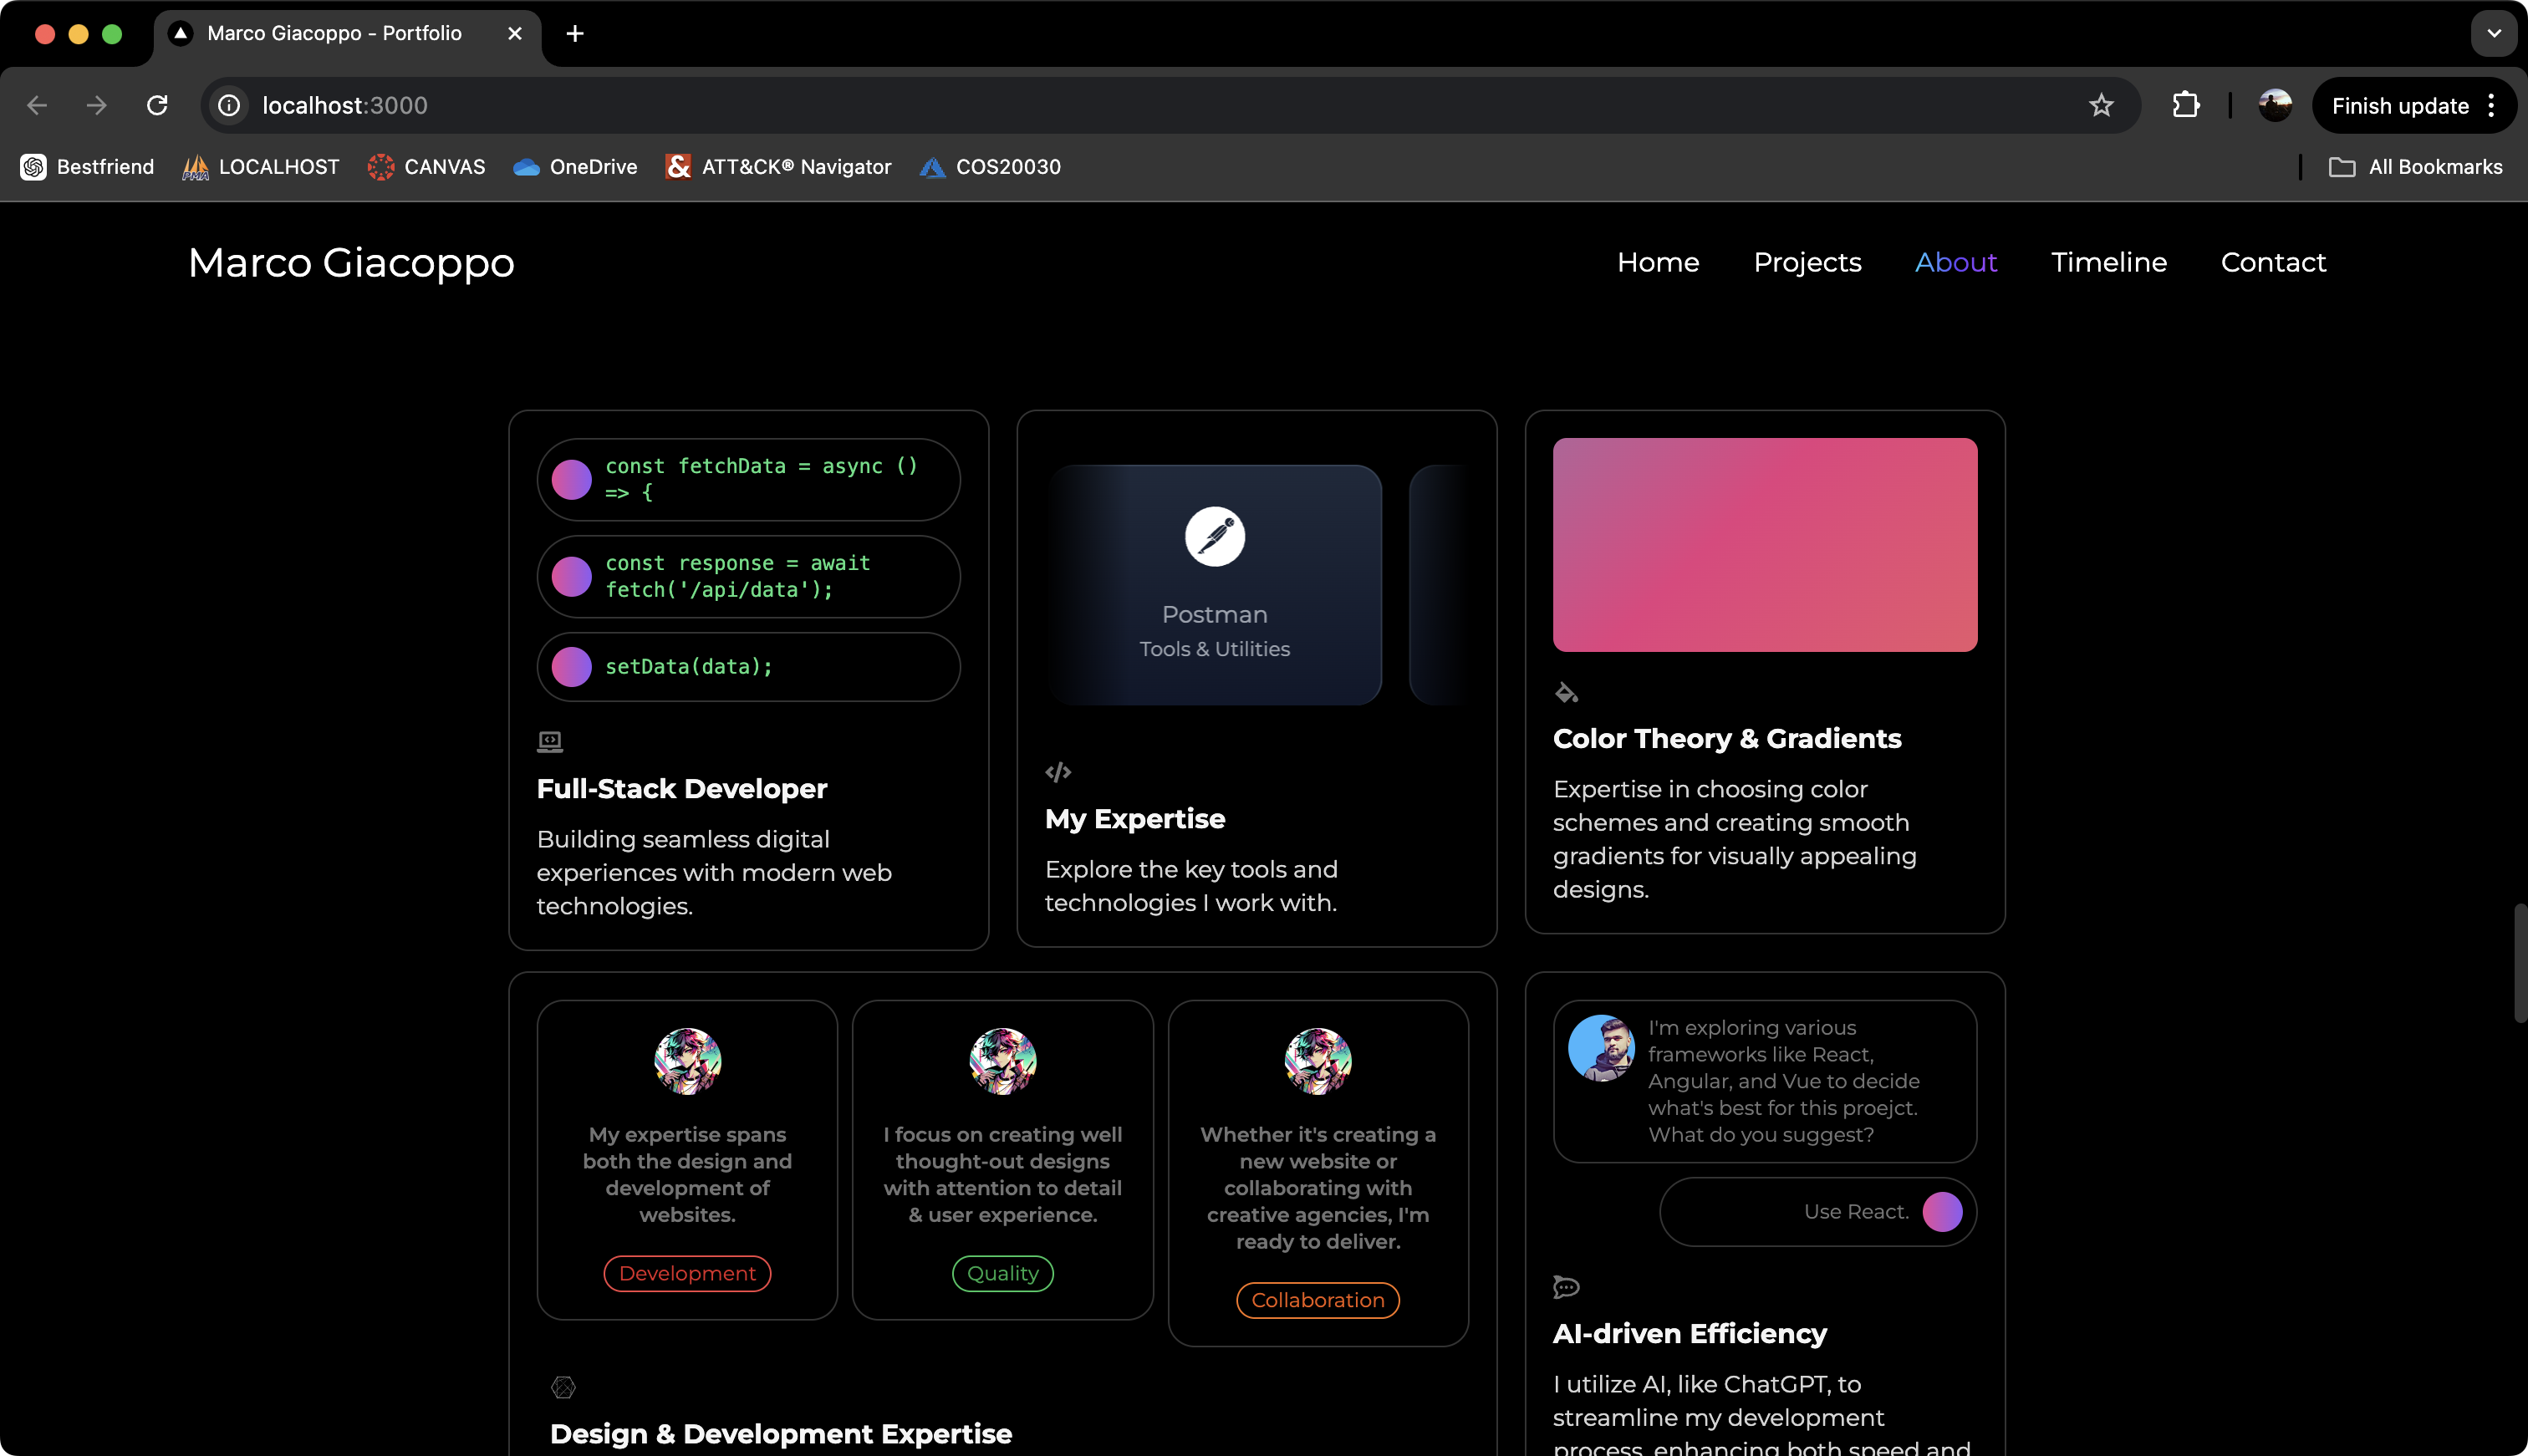 Marco Giacoppo - Portfolio
localhost:3000
Finish update
Bestfriend
LOCALHOST
CANVAS
OneDrive
ATT&CK® Navigator
COS20030
All Bookmarks
Marco Giacoppo
Home
Projects
About
Timeline
Contact
const fetchData = async ()
=> {
const response = await
fetch('/api/data');
setData(data);
Full-Stack Developer
Building seamless digital
experiences with modern web
technologies.
Postman
Tools & Utilities
My Expertise
Explore the key tools and
technologies I work with.
Color Theory & Gradients
Expertise in choosing color
schemes and creating smooth
gradients for visually appealing
designs.
My expertise spans
both the design and
development of
websites.
Development
I focus on creating well
thought-out designs
with attention to detail
& user experience.
Quality
Whether it's creating a
new website or
collaborating with
creative agencies, I'm
ready to deliver.
Collaboration
Design & Development Expertise
I'm exploring various
frameworks like React,
Angular, and Vue to decide
what's best for this proejct.
What do you suggest?
Use React.
AI-driven Efficiency
I utilize AI, like ChatGPT, to
streamline my development
process, enhancing both speed and